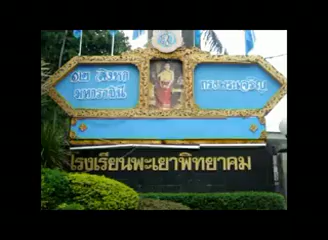 ๑๒ สิงหา
มหาราชินี
ทรงพระเจริญ
โรงเรียนพะเยาพิทยาคม